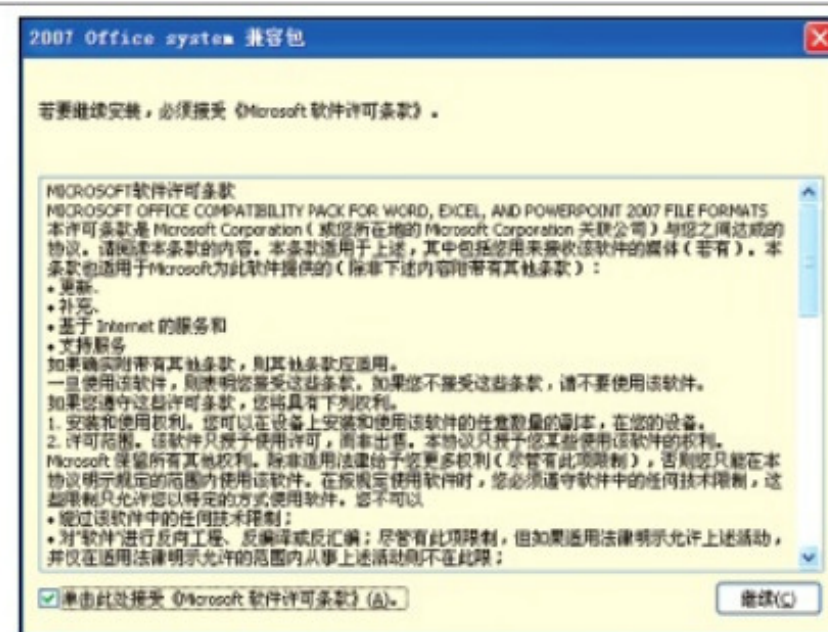 2007 Office system 兼容包
若要继续安装，必须接受《Microsoft 软件许可条款》。
MICROSOFT软件许可条款
MICROSOFT OFFICE COMPATIBILITY PACK FOR WORD, EXCEL, AND POWERPOINT 2007 FILE FORMATS
本许可条款是 Microsoft Corporation（或您所在地的 Microsoft Corporation 关联公司）与您之间达成的
协议。请阅读本条款的内容。本条款适用于上述，其中包括您用来接收该软件的媒体（若有）。本
条款也适用于Microsoft为此软件提供的（除非下述内容附带有其他条款）：
• 更新、
• 补充、
• 基于 Internet 的服务和
• 支持服务
如果确实附带有其他条款，则其他条款应适用。
一旦使用该软件，则表明您接受这些条款。如果您不接受这些条款，请不要使用该软件。
如果您遵守这些许可条款，您将具有下列权利。
1. 安装和使用权利。您可以在设备上安装和使用该软件的任意数量的副本，在您的设备。
2. 许可范围。该软件只授予使用许可，而非出售。本协议只授予您某些使用该软件的权利。
Microsoft 保留所有其他权利。除非适用法律给予您更多权利（尽管有此项限制），否则您只能在本
协议明示规定的范围内使用该软件。在按规定使用软件时，您必须遵守软件中的任何技术限制，这
些限制只允许您以特定的方式使用软件。您不可以
• 绕过该软件中的任何技术限制；
• 对“软件”进行反向工程、反编译或反汇编；尽管有此项限制，但如果适用法律明示允许上述活动，
并仅在适用法律明示允许的范围内从事上述活动则不在此限；
单击此处接受《Microsoft 软件许可条款》(A)。
继续(C)